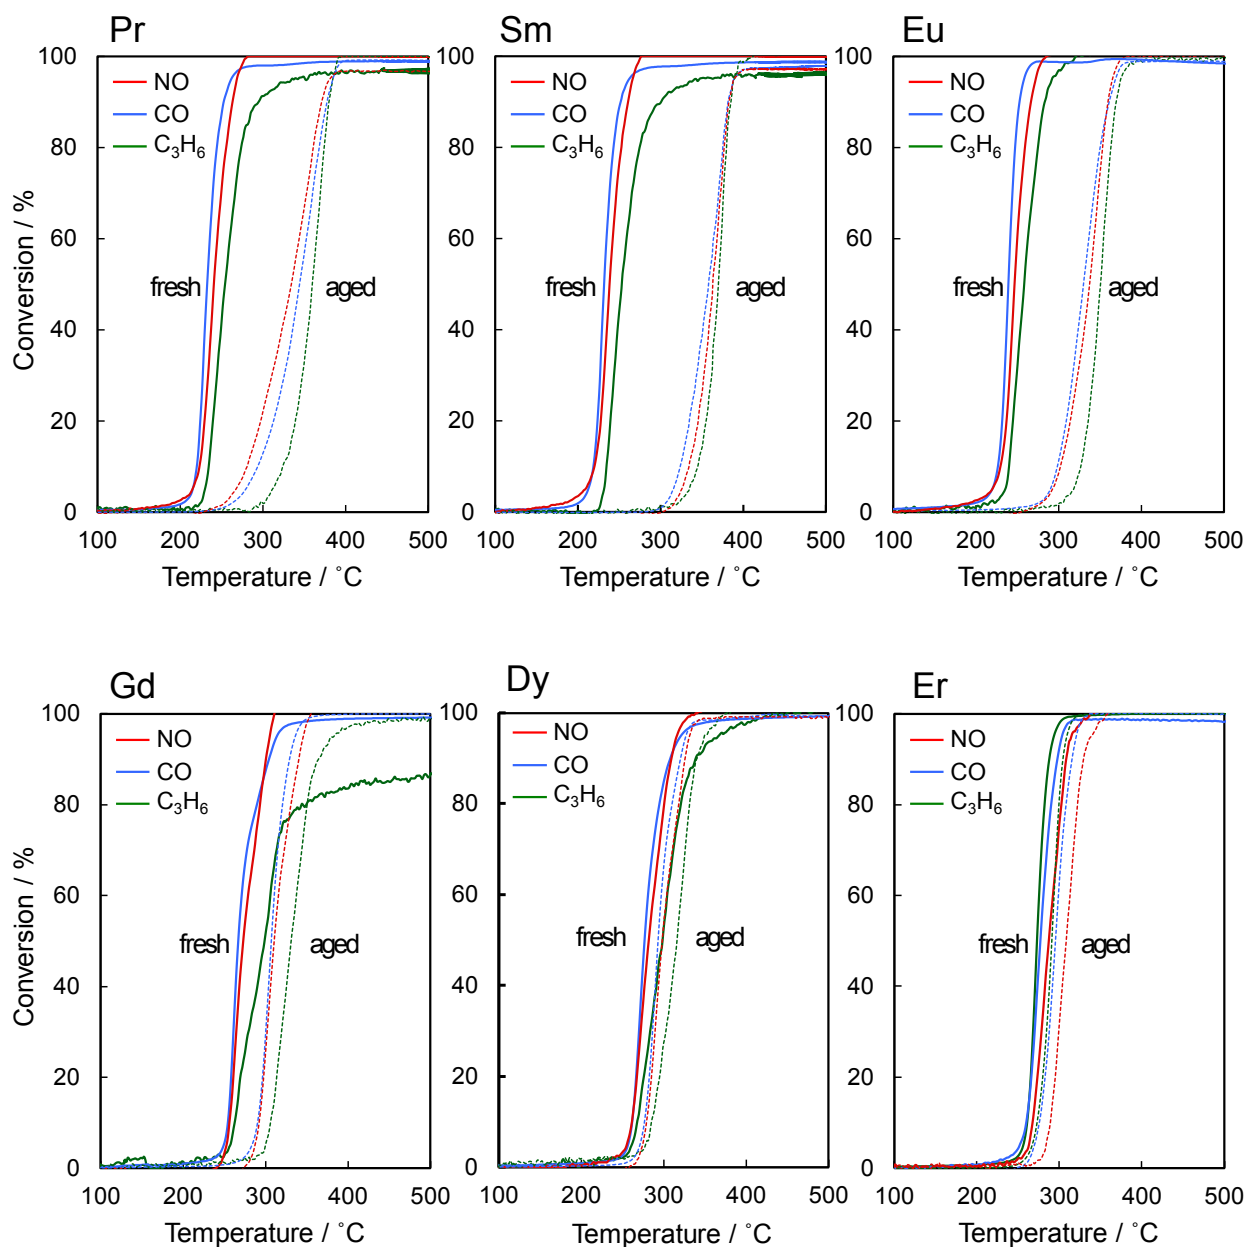 Pr
NO
CO
C₃H₆
fresh
aged
Conversion / %
100
80
60
40
20
0
100 200 300 400 500
Temperature / ˚C
Sm
NO
CO
C₃H₆
fresh
aged
100
80
60
40
20
0
100 200 300 400 500
Temperature / ˚C
Eu
NO
CO
C₃H₆
fresh
aged
100
80
60
40
20
0
100 200 300 400 500
Temperature / ˚C
Gd
NO
CO
C₃H₆
fresh
aged
Conversion / %
100
80
60
40
20
0
100 200 300 400 500
Temperature / ˚C
Dy
NO
CO
C₃H₆
fresh
aged
100
80
60
40
20
0
100 200 300 400 500
Temperature / ˚C
Er
NO
CO
C₃H₆
fresh
aged
100
80
60
40
20
0
100 200 300 400 500
Temperature / ˚C